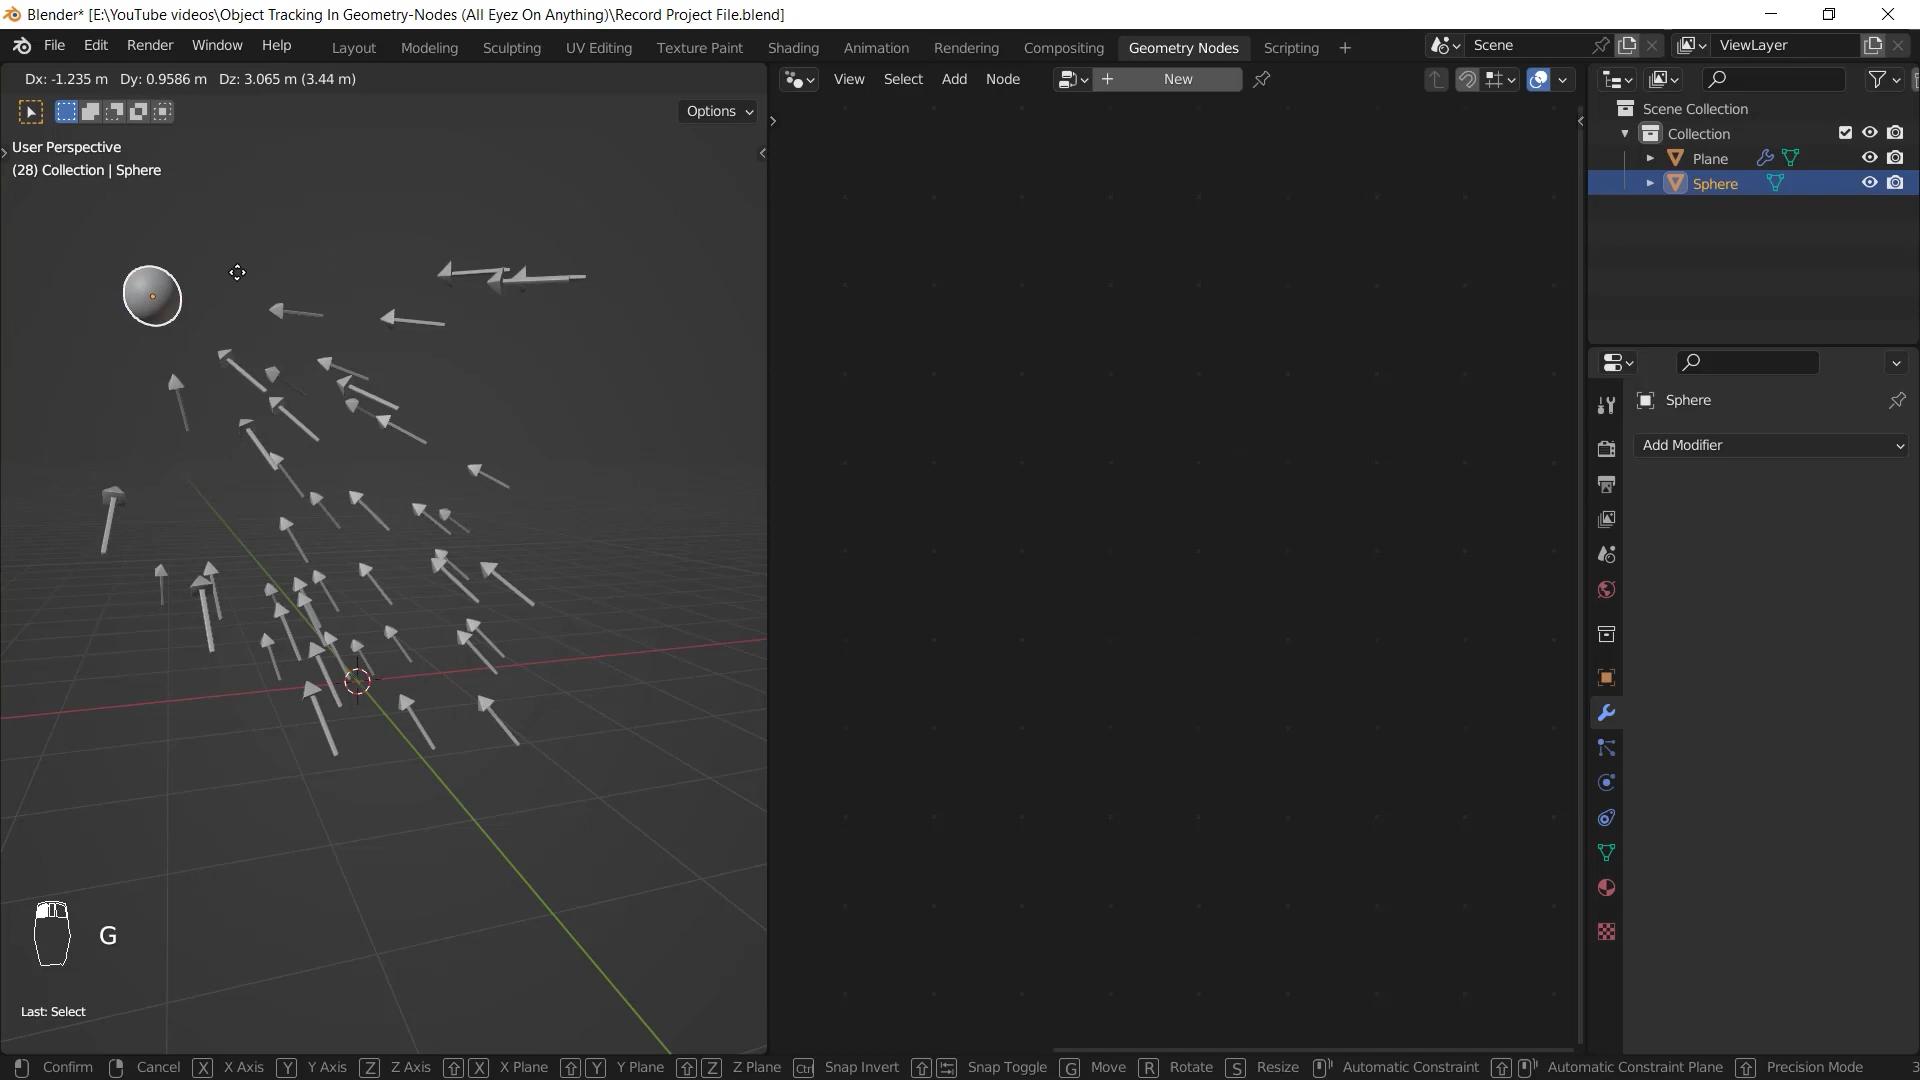 Blender* [E:\YouTube videos\Object Tracking In Geometry-Nodes (All Eyez On Anything)\Record Project File.blend]
File Edit Render Window Help Layout Modeling Sculpting UV Editing Texture Paint Shading Animation Rendering Compositing Geometry Nodes Scripting + Scene ViewLayer
Dx: -1.235 m Dy: 0.9586 m Dz: 3.065 m (3.44 m)
View Select Add Node + New
Options
User Perspective
(28) Collection | Sphere
Scene Collection
Collection
Plane
Sphere
Sphere
Add Modifier
G
Last: Select
Confirm Cancel X X Axis Y Y Axis Z Z Axis X X Plane Y Y Plane Z Z Plane Ctrl Snap Invert Snap Toggle G Move R Rotate S Resize Automatic Constraint Automatic Constraint Plane Precision Mode